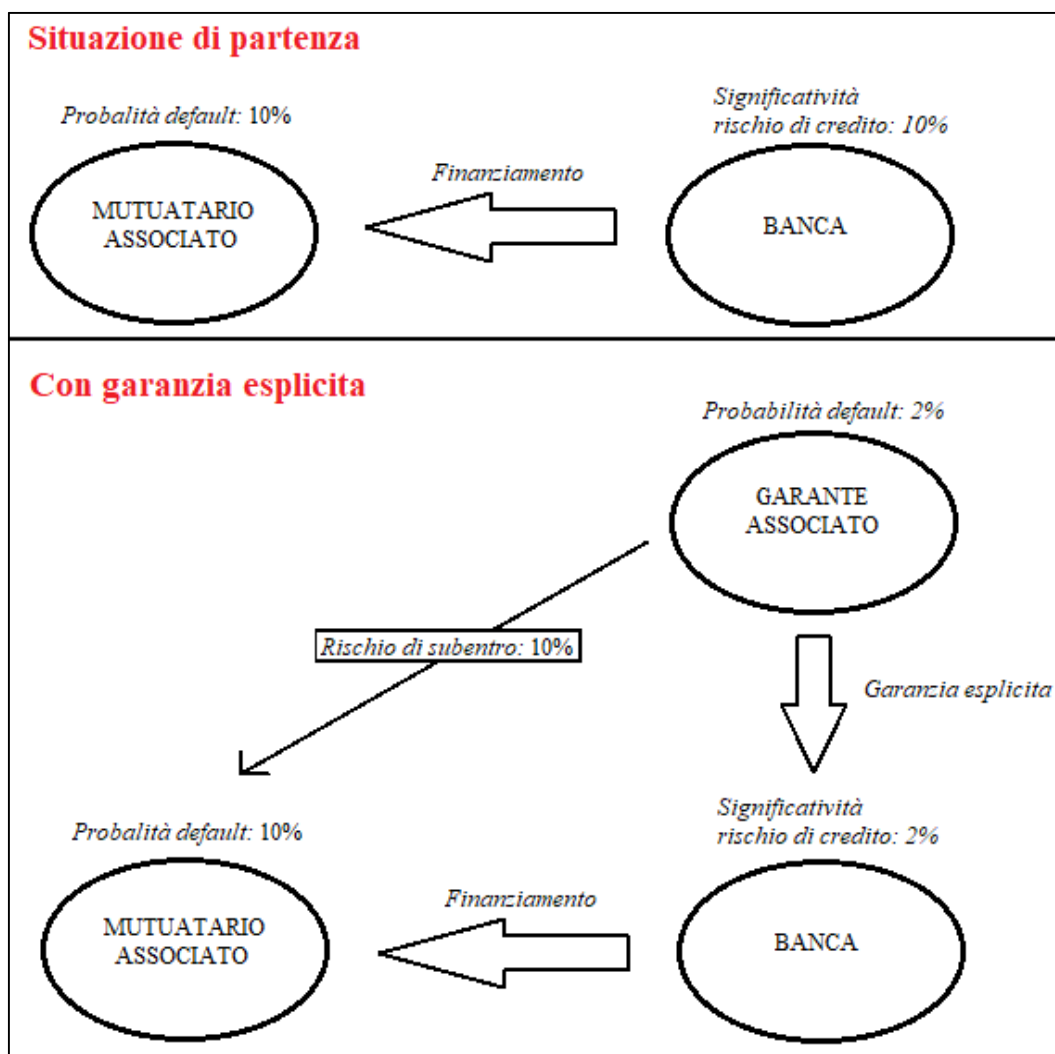 Situazione di partenza
Probalità default: 10%
Significatività
rischio di credito: 10%
MUTUATARIO
ASSOCIATO
Finanziamento
BANCA
Con garanzia esplicita
Probabilità default: 2%
GARANTE
ASSOCIATO
Rischio di subentro: 10%
Garanzia esplicita
Probalità default: 10%
Significatività
rischio di credito: 2%
MUTUATARIO
ASSOCIATO
Finanziamento
BANCA